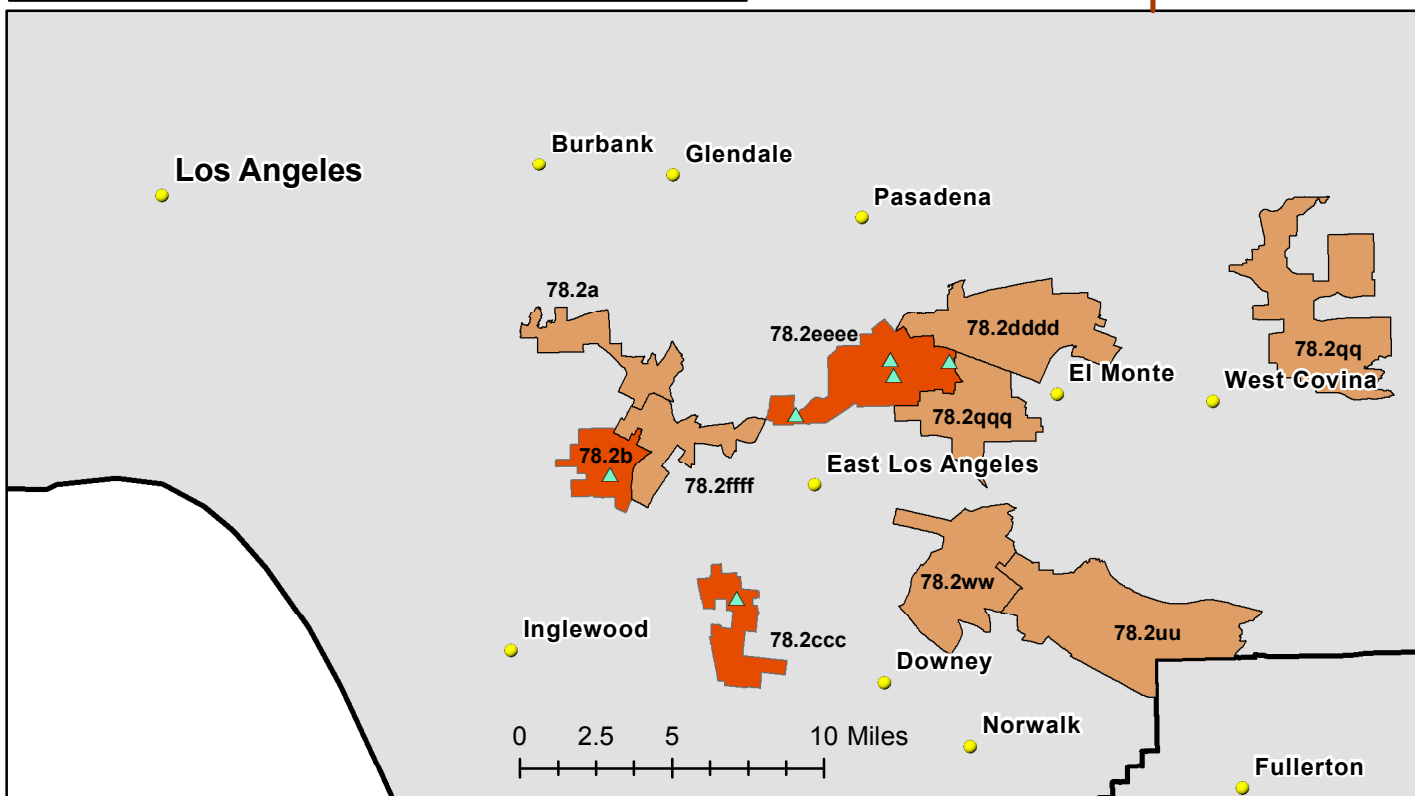 Burbank
Glendale
Los Angeles
Pasadena
78.2a
78.2eeee
78.2dddd
78.2qq
El Monte
West Covina
78.2qqq
78.2b
East Los Angeles
78.2ffff
78.2ww
Inglewood
78.2ccc
78.2uu
Downey
Norwalk
0 2.5 5 10 Miles
Fullerton